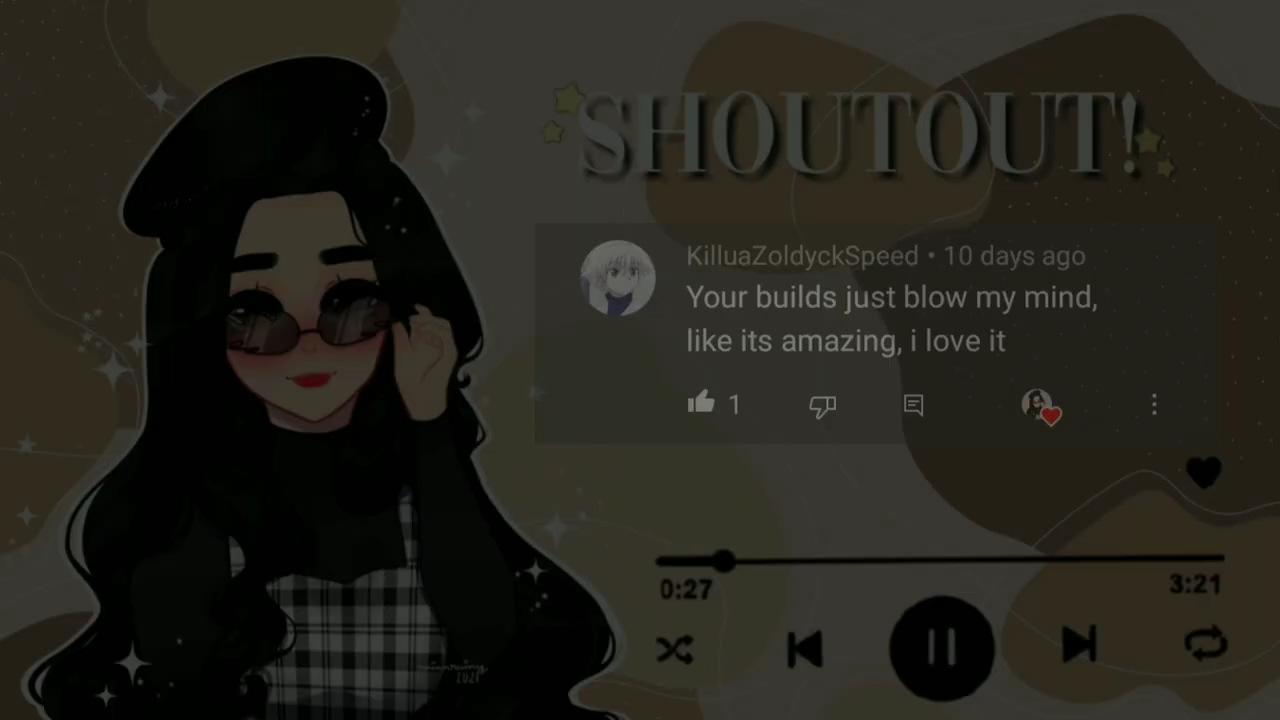 SHOUTOUT!
KilluaZoldyckSpeed • 10 days ago
Your builds just blow my mind,
like its amazing, i love it
1
0:27
3:21
2021